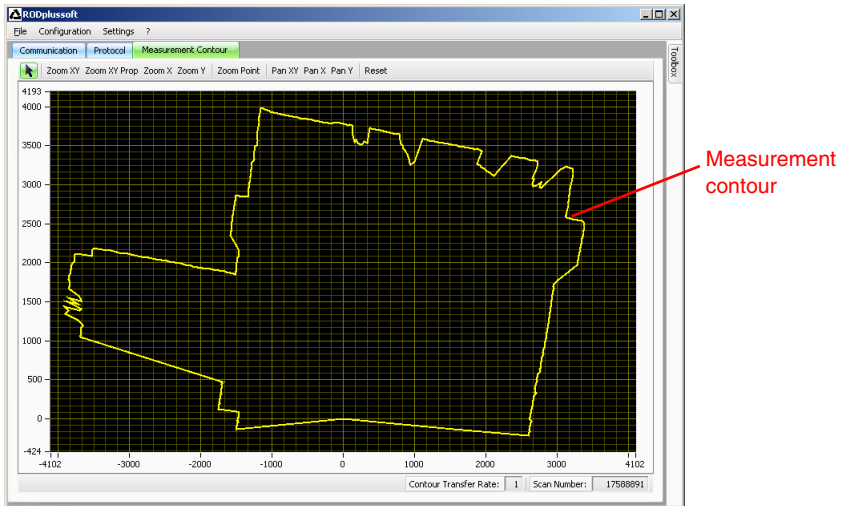 RODplussoft
File Configuration Settings ?
Communication Protocol Measurement Contour
Toolbox
Zoom XY Zoom XY Prop Zoom X Zoom Y Zoom Point Pan XY Pan X Pan Y Reset
4193
4000
3500
3000
2500
2000
1500
1000
500
0
-424
-4102 -3000 -2000 -1000 0 1000 2000 3000 4102
Contour Transfer Rate: 1 Scan Number: 17588891
Measurement
contour